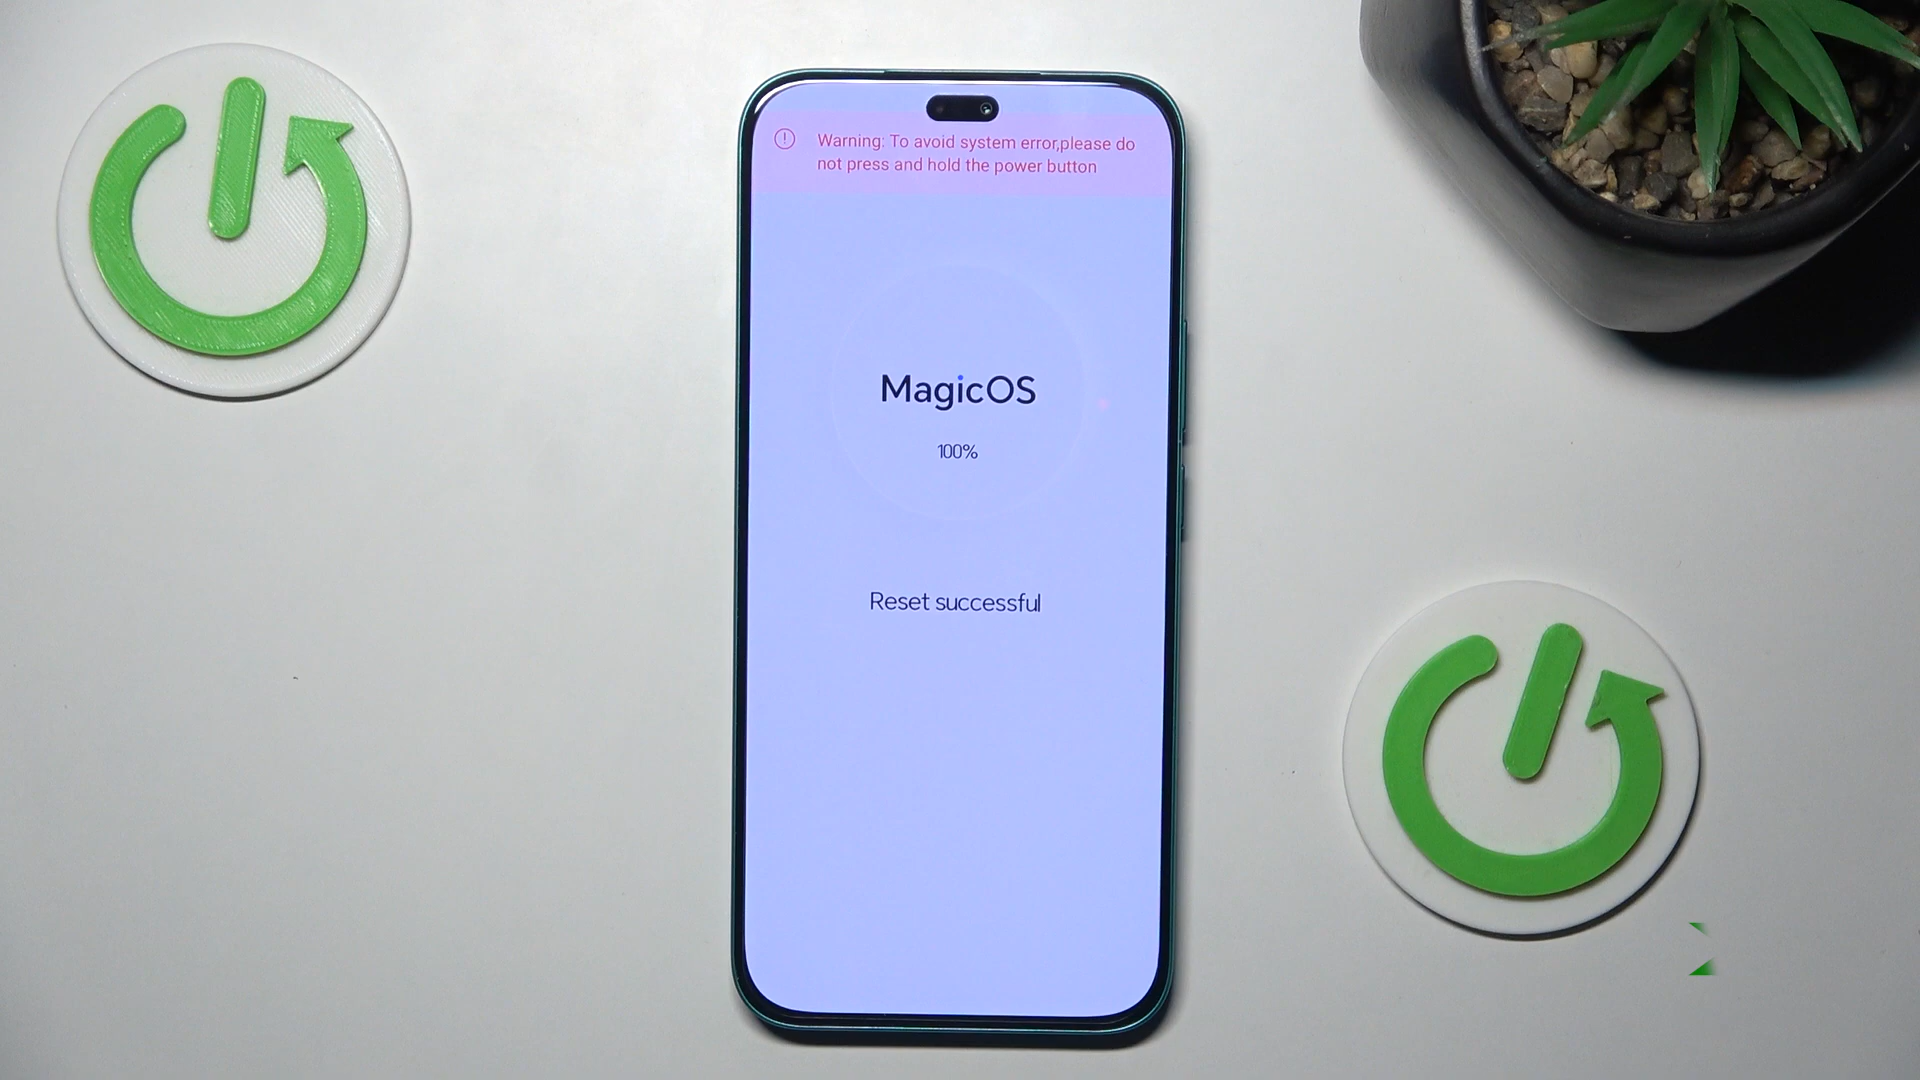 Warning: To avoid system error,please do
not press and hold the power button
MagicOS
100%
Reset successful